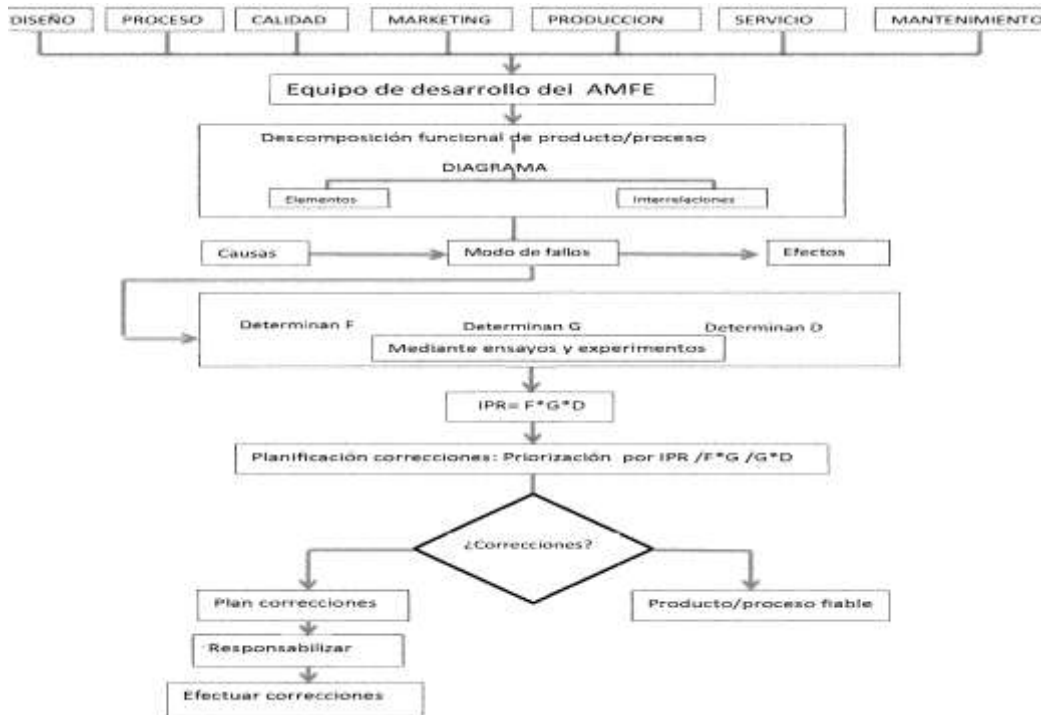 DISEÑO
PROCESO
CALIDAD
MARKETING
PRODUCCION
SERVICIO
MANTENIMIENTO
Equipo de desarrollo del AMFE
Descomposición funcional de producto/proceso
DIAGRAMA
Elementos
Interrelaciones
Causas
Modo de fallos
Efectos
Determinan F
Determinan G
Determinan D
Mediante ensayos y experimentos
IPR= F*G*D
Planificación correcciones: Priorización por IPR /F*G /G*D
¿Correcciones?
Plan correcciones
Producto/proceso fiable
Responsabilizar
Efectuar correcciones